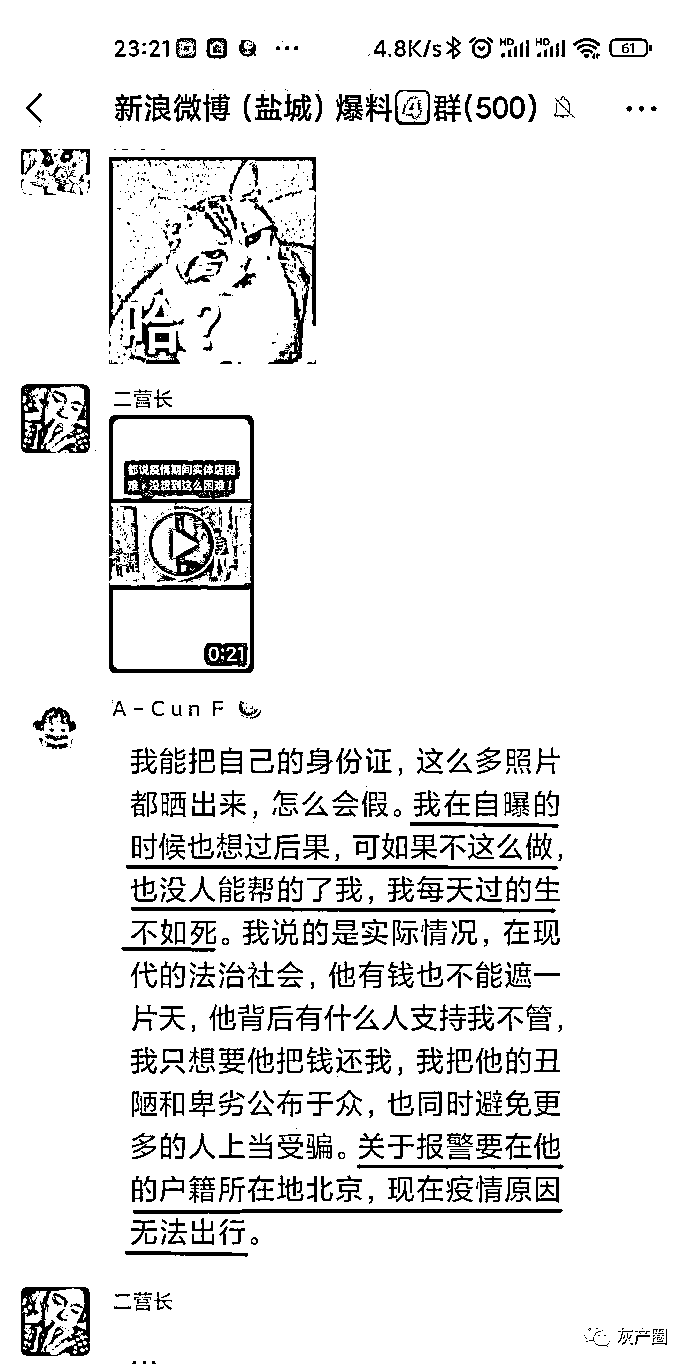 23:21 ··· 4.8K/s HD HD 61
新浪微博（盐城）爆料④群(500) ···
哈？
二营长
都说疫情期间实体店困
难，没想到这么困难！
0:21
A-Cun F
我能把自己的身份证，这么多照片
都晒出来，怎么会假。我在自曝的
时候也想过后果，可如果不这么做，
也没人能帮的了我，我每天过的生
不如死。我说的是实际情况，在现
代的法治社会，他有钱也不能遮一
片天，他背后有什么人支持我不管，
我只想要他把钱还我，我把他的丑
陋和卑劣公布于众，也同时避免更
多的人上当受骗。关于报警要在他
的户籍所在地北京，现在疫情原因
无法出行。
二营长
灰产圈